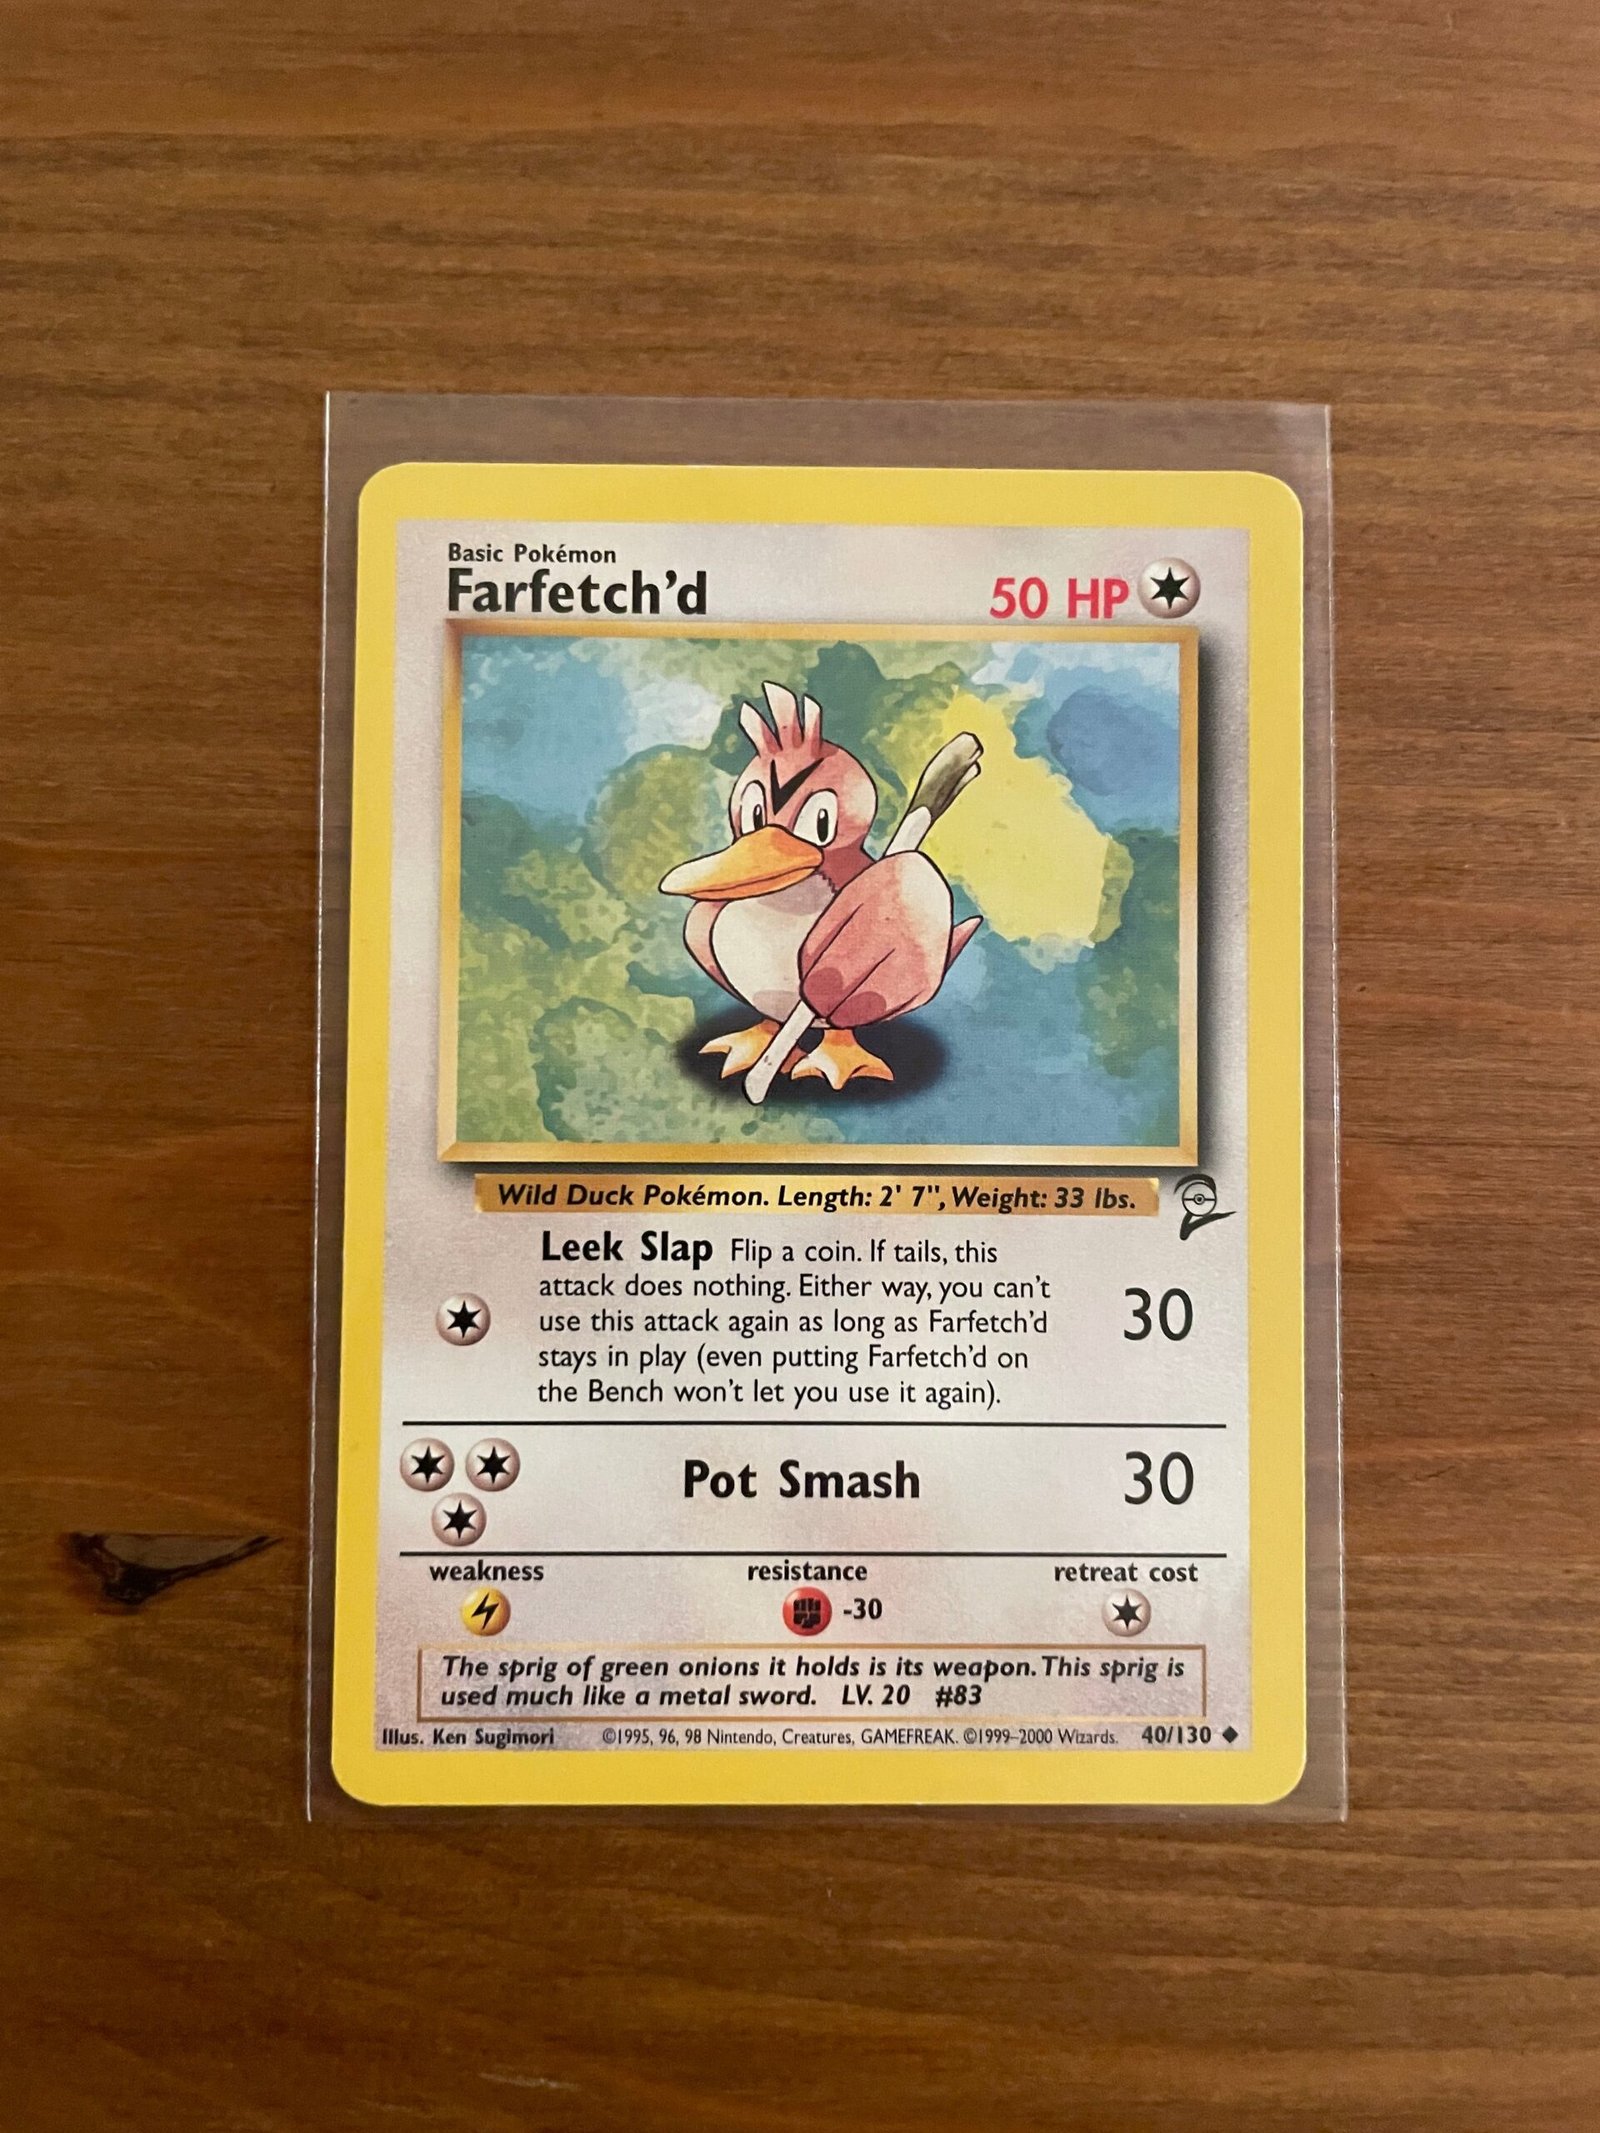 Basic Pokémon
Farfetch'd
50 HP
Wild Duck Pokémon. Length: 2' 7", Weight: 33 lbs.
Leek Slap Flip a coin. If tails, this
attack does nothing. Either way, you can't
use this attack again as long as Farfetch'd
stays in play (even putting Farfetch'd on
the Bench won't let you use it again).
30
Pot Smash 30
weakness resistance retreat cost
-30
The sprig of green onions it holds is its weapon. This sprig is
used much like a metal sword. LV. 20 #83
Illus. Ken Sugimori ©1995, 96, 98 Nintendo, Creatures, GAMEFREAK. ©1999–2000 Wizards. 40/130